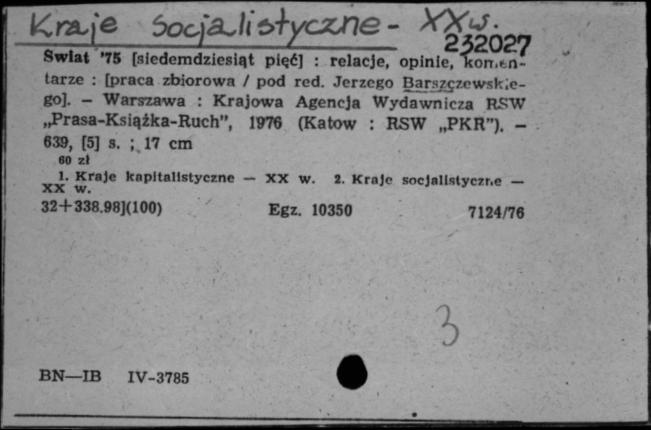 Kraje Socjalistyczne - XX w.
232027
Świat '75 [siedemdziesiąt pięć] : relacje, opinie, komen-
tarze : [praca zbiorowa / pod red. Jerzego Barszczewskie-
go]. — Warszawa : Krajowa Agencja Wydawnicza RSW
„Prasa-Książka-Ruch”, 1976 (Katow : RSW „PKR”). —
639, [5] s. ; 17 cm
60 zł
1. Kraje kapitalistyczne — XX w. 2. Kraje socjalistyczne —
XX w.
32+338.98](100) Egz. 10350 7124/76
3
BN—IB IV-3785